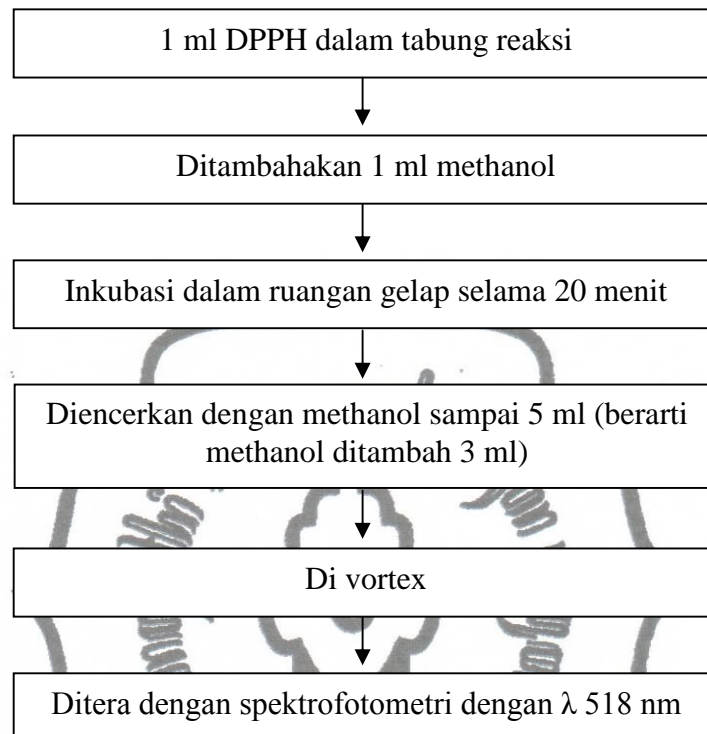 1 ml DPPH dalam tabung reaksi
Ditambahakan 1 ml methanol
Inkubasi dalam ruangan gelap selama 20 menit
Diencerkan dengan methanol sampai 5 ml (berarti
methanol ditambah 3 ml)
Di vortex
Ditera dengan spektrofotometri dengan λ 518 nm